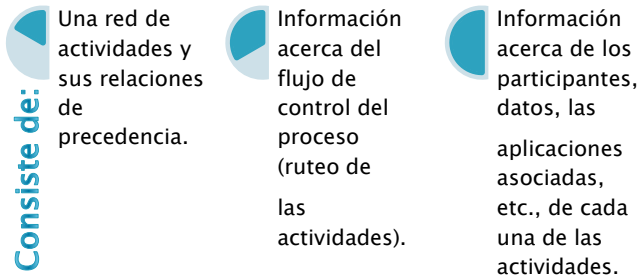 Consiste de:
Una red de
actividades y
sus relaciones
de
precedencia.
Información
acerca del
flujo de
control del
proceso
(ruteo de
las
actividades).
Información
acerca de los
participantes,
datos, las
aplicaciones
asociadas,
etc., de cada
una de las
actividades.